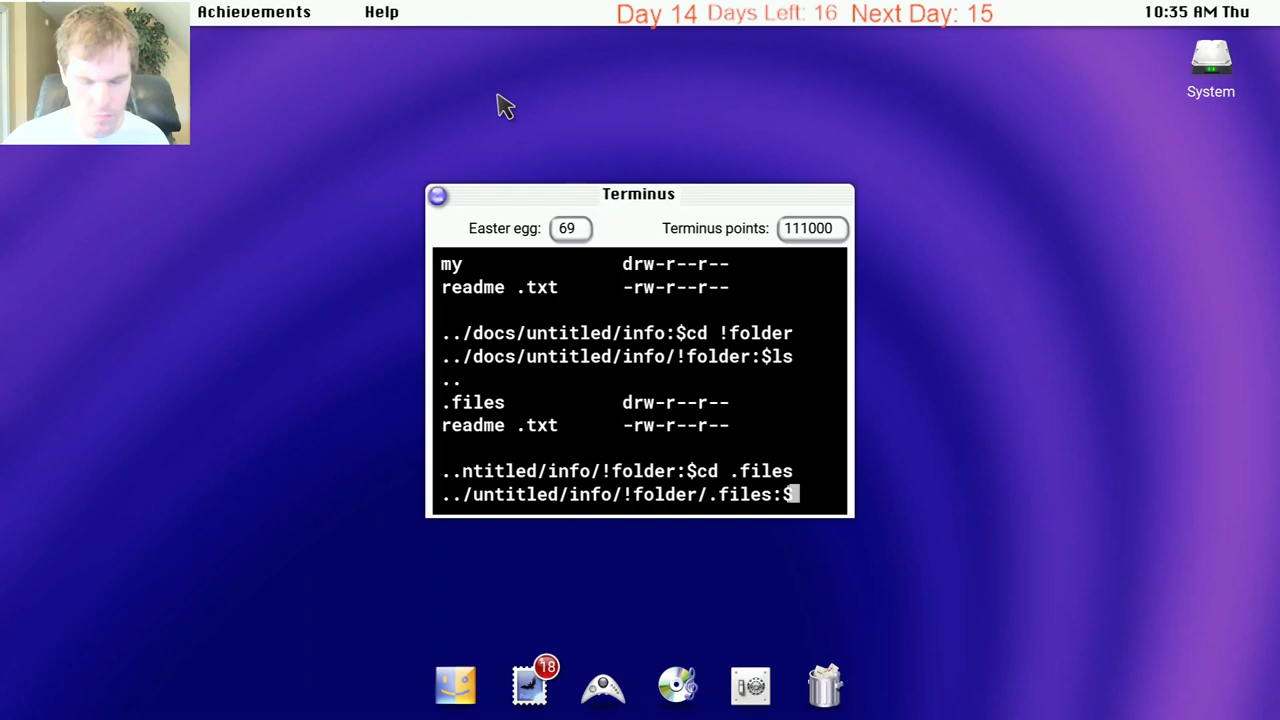 Achievements Help Day 14 Days Left: 16 Next Day: 15 10:35 AM Thu
System
Terminus
Easter egg: 69 Terminus points: 111000
my drw-r--r--
readme .txt -rw-r--r--
../docs/untitled/info:$cd !folder
../docs/untitled/info/!folder:$ls
..
.files drw-r--r--
readme .txt -rw-r--r--
..ntitled/info/!folder:$cd .files
../untitled/info/!folder/.files:$
18